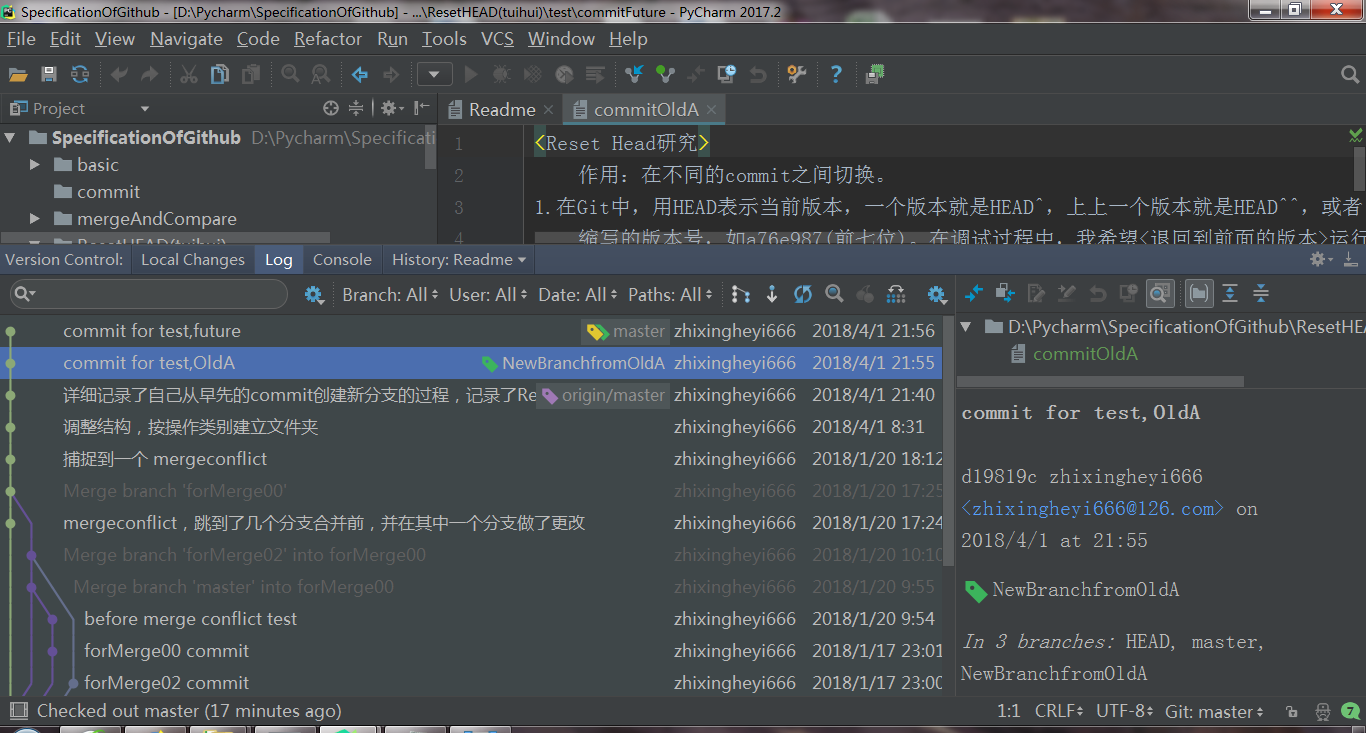 SpecificationOfGithub - [D:\Pycharm\SpecificationOfGithub] - ...\ResetHEAD(tuihui)\test\commitFuture - PyCharm 2017.2
File Edit View Navigate Code Refactor Run Tools VCS Window Help
Project
Readme
commitOldA
SpecificationOfGithub D:\Pycharm\Specificati
basic
commit
mergeAndCompare
ResetHEAD(tuihui)
1 <Reset Head研究>
2 作用: 在不同的commit之间切换。
3 1.在Git中，用HEAD表示当前版本，一个版本就是HEAD^，上上一个版本就是HEAD^^，或者
4 缩写的版本号，如a76e987(前七位)。在调试过程中，我希望<退回到前面的版本>运行
Version Control: Local Changes Log Console History: Readme
Branch: All User: All Date: All Paths: All
commit for test,future master zhixingheyi666 2018/4/1 21:56
commit for test,OldA NewBranchfromOldA zhixingheyi666 2018/4/1 21:55
详细记录了自己从早先的commit创建新分支的过程，记录了Re origin/master zhixingheyi666 2018/4/1 21:40
调整结构，按操作类别建立文件夹 zhixingheyi666 2018/4/1 8:31
捕捉到一个 mergeconflict zhixingheyi666 2018/1/20 18:12
Merge branch 'forMerge00' zhixingheyi666 2018/1/20 17:25
mergeconflict，跳到了几个分支合并前，并在其中一个分支做了更改 zhixingheyi666 2018/1/20 17:24
Merge branch 'forMerge02' into forMerge00 zhixingheyi666 2018/1/20 10:10
Merge branch 'master' into forMerge00 zhixingheyi666 2018/1/20 9:55
before merge conflict test zhixingheyi666 2018/1/20 9:54
forMerge00 commit zhixingheyi666 2018/1/17 23:01
forMerge02 commit zhixingheyi666 2018/1/17 23:00
D:\Pycharm\SpecificationOfGithub\ResetHEA
commitOldA
commit for test,OldA
d19819c zhixingheyi666
<zhixingheyi666@126.com> on
2018/4/1 at 21:55
NewBranchfromOldA
In 3 branches: HEAD, master,
NewBranchfromOldA
Checked out master (17 minutes ago) 1:1 CRLF UTF-8 Git: master 7